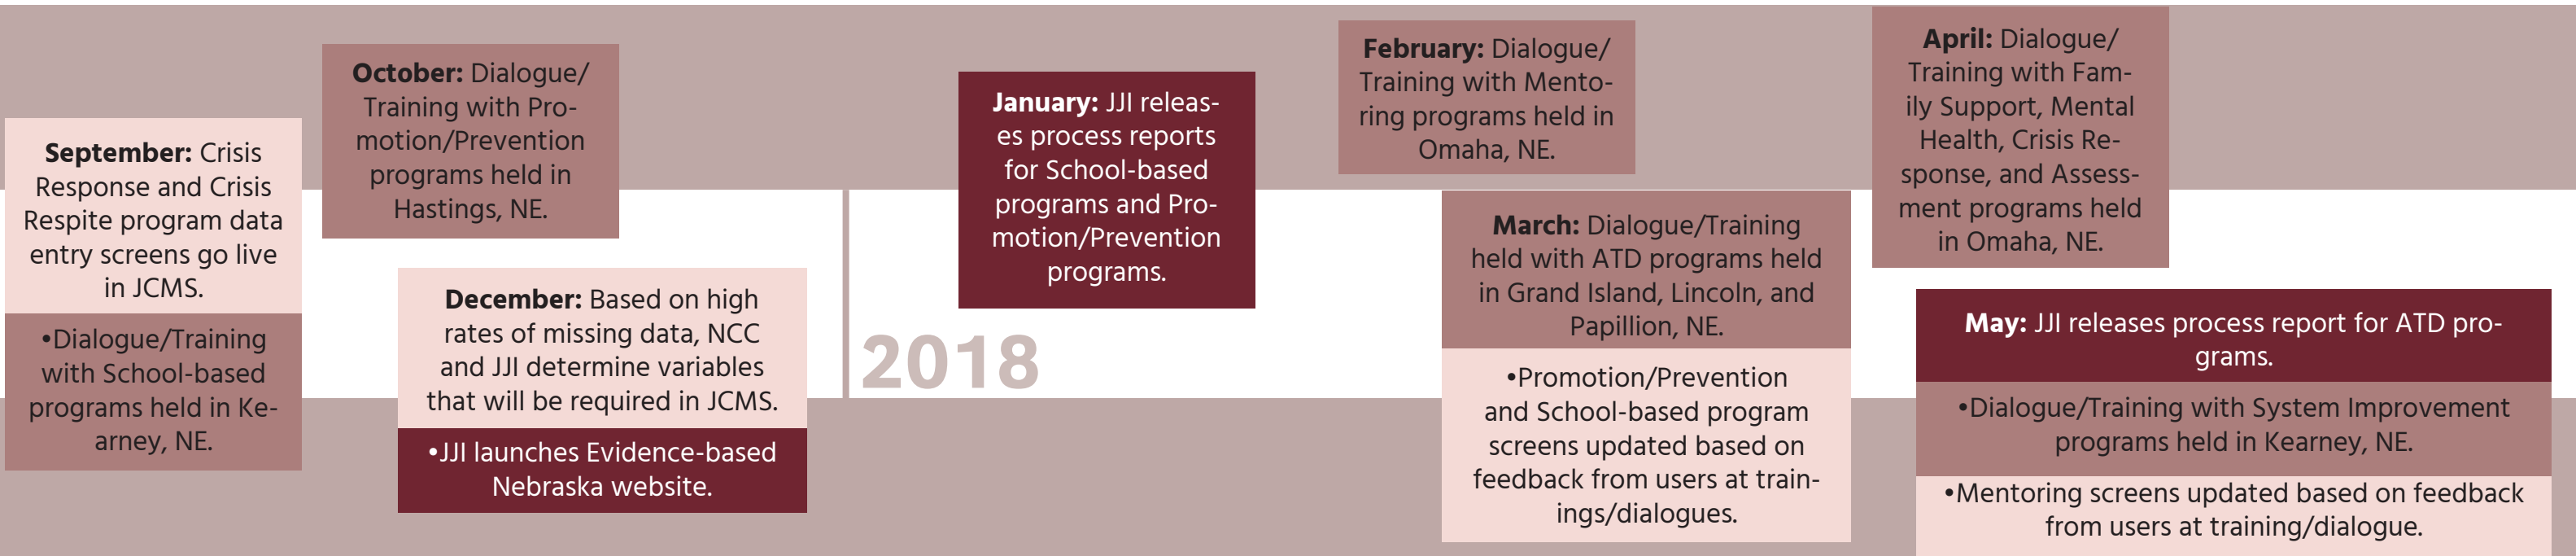 September: Crisis
Response and Crisis
Respite program data
entry screens go live
in JCMS.
•Dialogue/Training
with School-based
programs held in Ke-
arney, NE.
October: Dialogue/
Training with Pro-
motion/Prevention
programs held in
Hastings, NE.
December: Based on high
rates of missing data, NCC
and JJI determine variables
that will be required in JCMS.
•JJI launches Evidence-based
Nebraska website.
2018
January: JJI releas-
es process reports
for School-based
programs and Pro-
motion/Prevention
programs.
February: Dialogue/
Training with Mento-
ring programs held in
Omaha, NE.
March: Dialogue/Training
held with ATD programs held
in Grand Island, Lincoln, and
Papillion, NE.
•Promotion/Prevention
and School-based program
screens updated based on
feedback from users at train-
ings/dialogues.
April: Dialogue/
Training with Fam-
ily Support, Mental
Health, Crisis Re-
sponse, and Assess-
ment programs held
in Omaha, NE.
May: JJI releases process report for ATD pro-
grams.
•Dialogue/Training with System Improvement
programs held in Kearney, NE.
•Mentoring screens updated based on feedback
from users at training/dialogue.